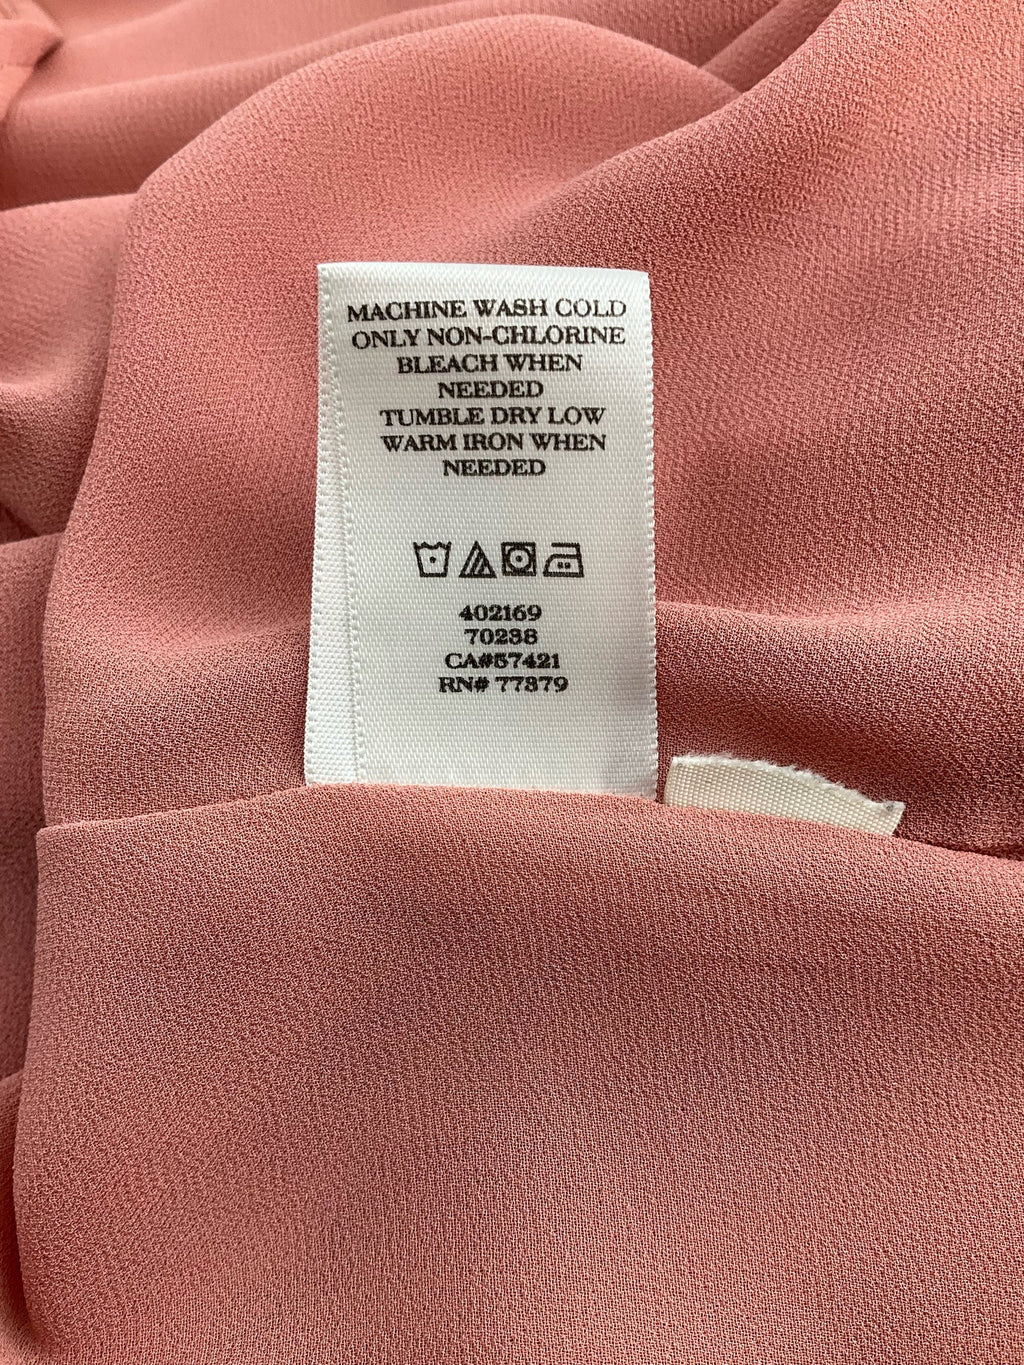 MACHINE WASH COLD
ONLY NON-CHLORINE
BLEACH WHEN
NEEDED
TUMBLE DRY LOW
WARM IRON WHEN
NEEDED
402169
70238
CA#57421
RN# 77879